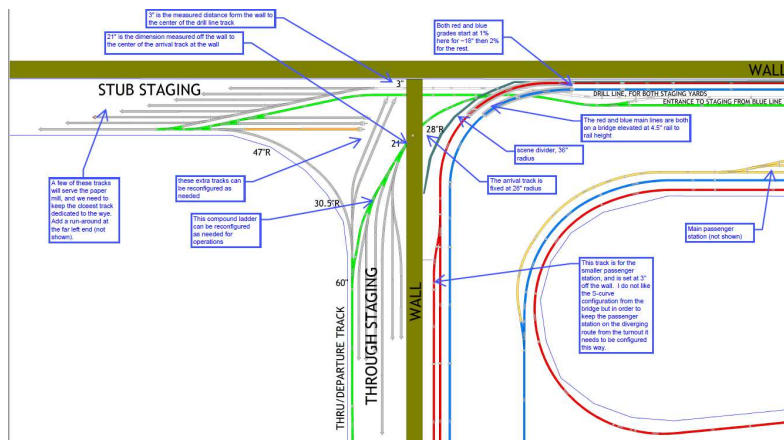 3" is the measured distance form the wall to
the center of the drill line track
21" is the dimension measured off the wall to
the center of the arrival track at the wall
Both red and blue
grades start at 1%
here for ~18" then 2%
for the rest.
WALL
STUB STAGING
3"
DRILL LINE, FOR BOTH STAGING YARDS
ENTRANCE TO STAGING FROM BLUE LINE
The red and blue main lines are both
on a bridge elevated at 4.5" rail to
rail height
28"R
21"
47"R
scene divider, 36"
radius
The arrival track is
fixed at 28" radius
these extra tracks can
be reconfigured as
needed
A few of these tracks
will serve the paper
mill, and we need to
keep the closest track
dedicated to the wye.
Add a run-around at
the far left end (not
shown).
30.5"R
This compound ladder
can be reconfigured
as needed for
operations
Main passenger
station (not shown)
60"
This track is for the
smaller passenger
station, and is set at 3"
off the wall. I do not like
the S-curve
configuration from the
bridge but in order to
keep the passenger
station on the diverging
route from the turnout it
needs to be configured
this way.
THRU/DEPARTURE TRACK
THROUGH STAGING
WALL